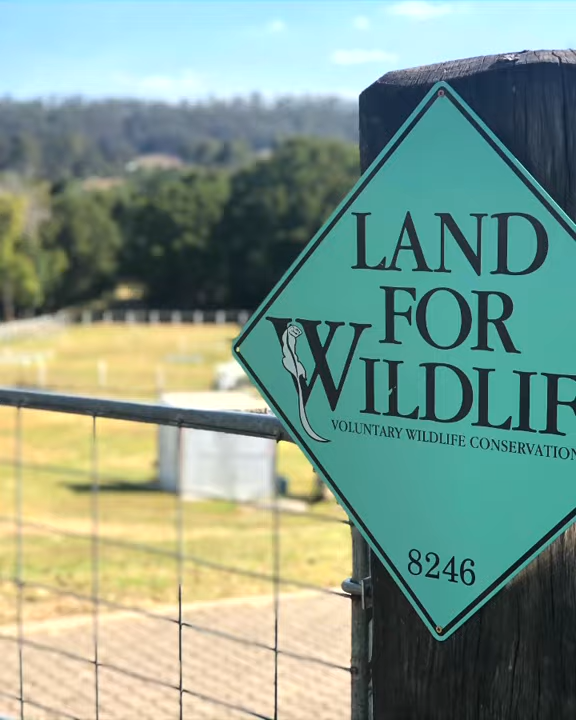 LAND
FOR
WILDLIF
VOLUNTARY WILDLIFE CONSERVATION
8246